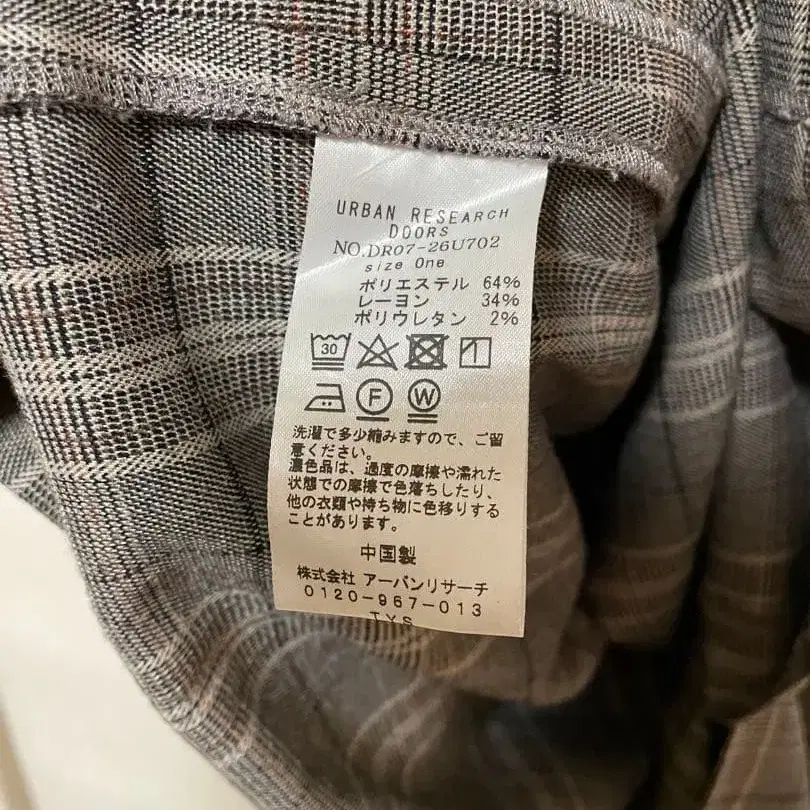 URBAN RESEARCH
DOORS
NO.DR07-26U702
size One
ポリエステル 64%
レーヨン 34%
ポリウレタン 2%
30
F W
洗濯で多少縮みますので、ご留
意ください。
濃色品は、過度の摩擦や濡れた
状態での摩擦で色落ちしたり、
他の衣類や持ち物に色移りする
ことがあります。
中国製
株式会社 アーバンリサーチ
0120-967-013
TYS